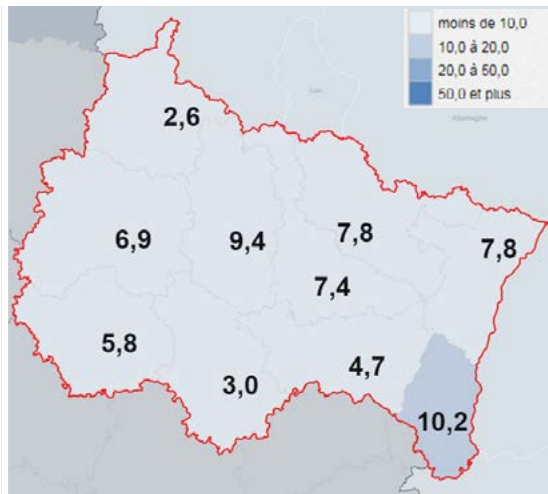 moins de 10,0
10,0 à 20,0
20,0 à 50,0
50,0 et plus
Allemagne
2,6
6,9
9,4
7,8
7,8
7,4
5,8
3,0
4,7
10,2